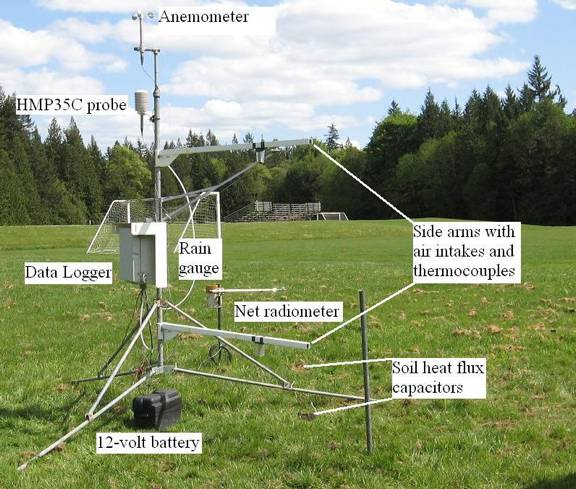 Anemometer
HMP35C probe
Side arms with
air intakes and
thermocouples
Rain
gauge
Data Logger
Net radiometer
Soil heat flux
capacitors
12-volt battery